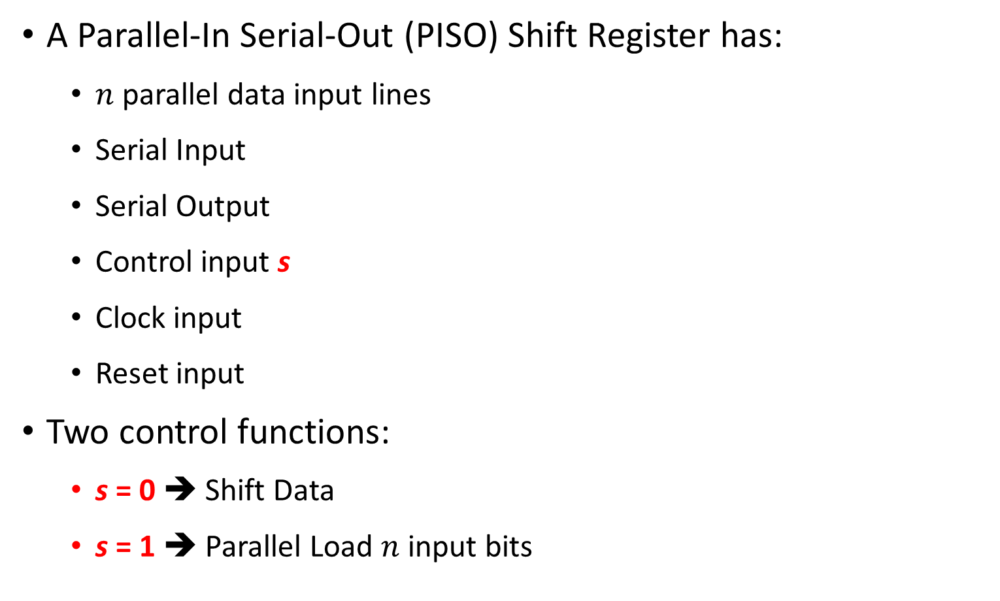 • A Parallel-In Serial-Out (PISO) Shift Register has:
• n parallel data input lines
• Serial Input
• Serial Output
• Control input s
• Clock input
• Reset input
• Two control functions:
• s = 0 🡺 Shift Data
• s = 1 🡺 Parallel Load n input bits